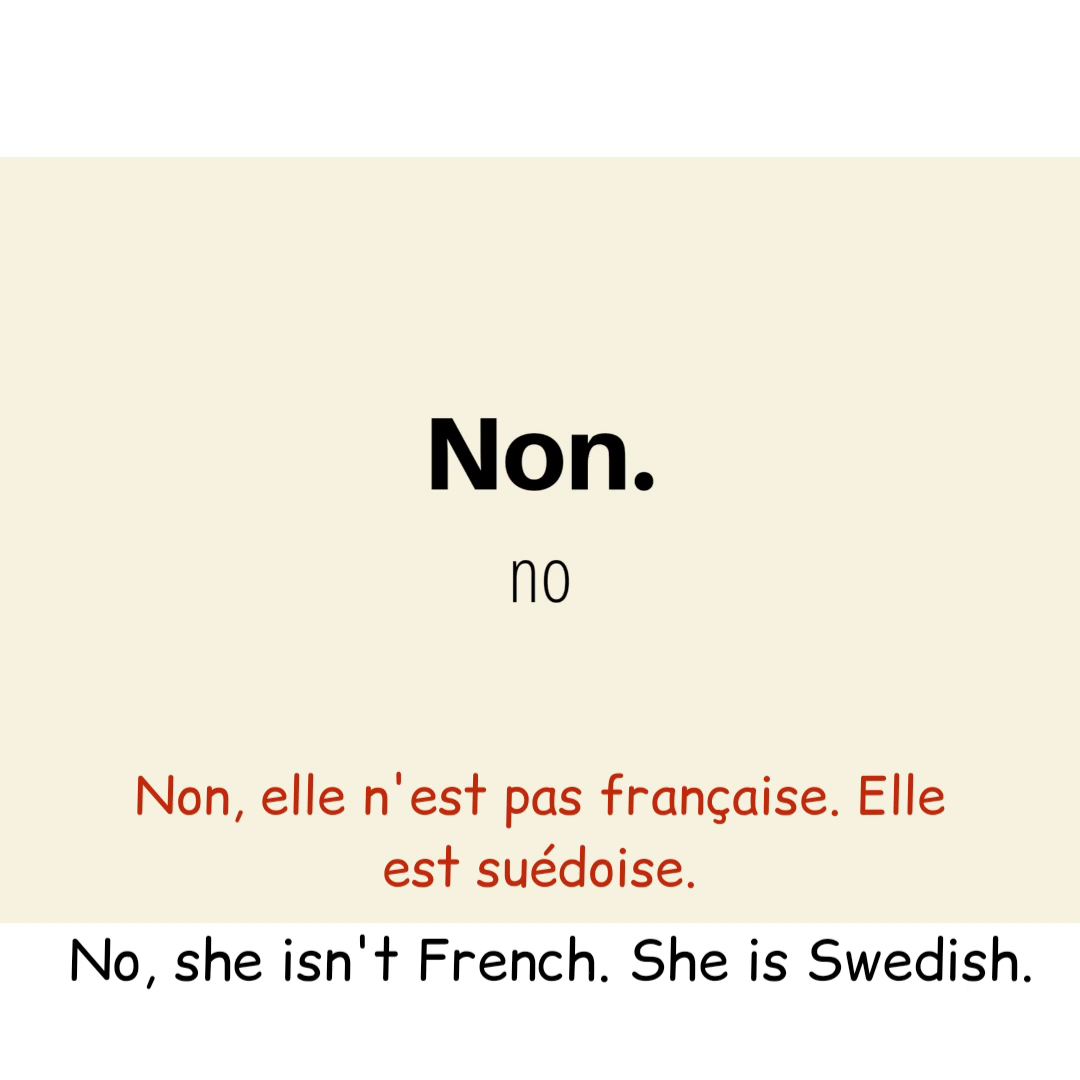 Non.
no
Non, elle n'est pas française. Elle
est suédoise.
No, she isn't French. She is Swedish.